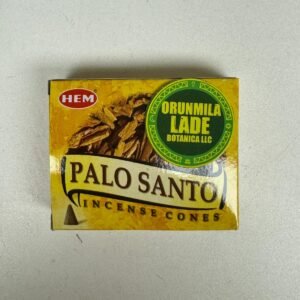 HEM
ORUNMILA
LADE
BOTANICA LLC
PALO SANTO
INCENSE CONES